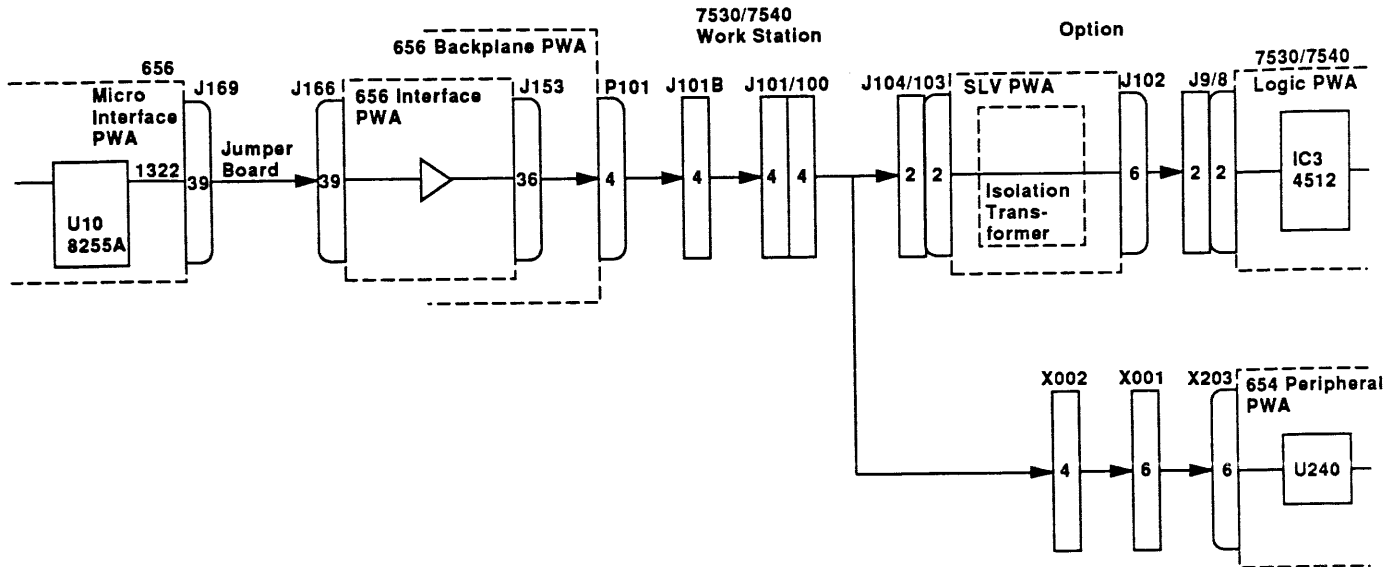 7530/7540
Work Station
Option
656 Backplane PWA
7530/7540
Logic PWA
656
Micro
Interface
PWA
J169
J166
656 Interface
PWA
J153
P101
J101B
J101/100
J104/103
SLV PWA
J102
J9/8
Jumper
Board
1322
39
39
36
4
4
4
4
2
2
6
2
2
U10
8255A
Isolation
Trans-
former
IC3
4512
X002
X001
X203
654 Peripheral
PWA
4
6
6
U240